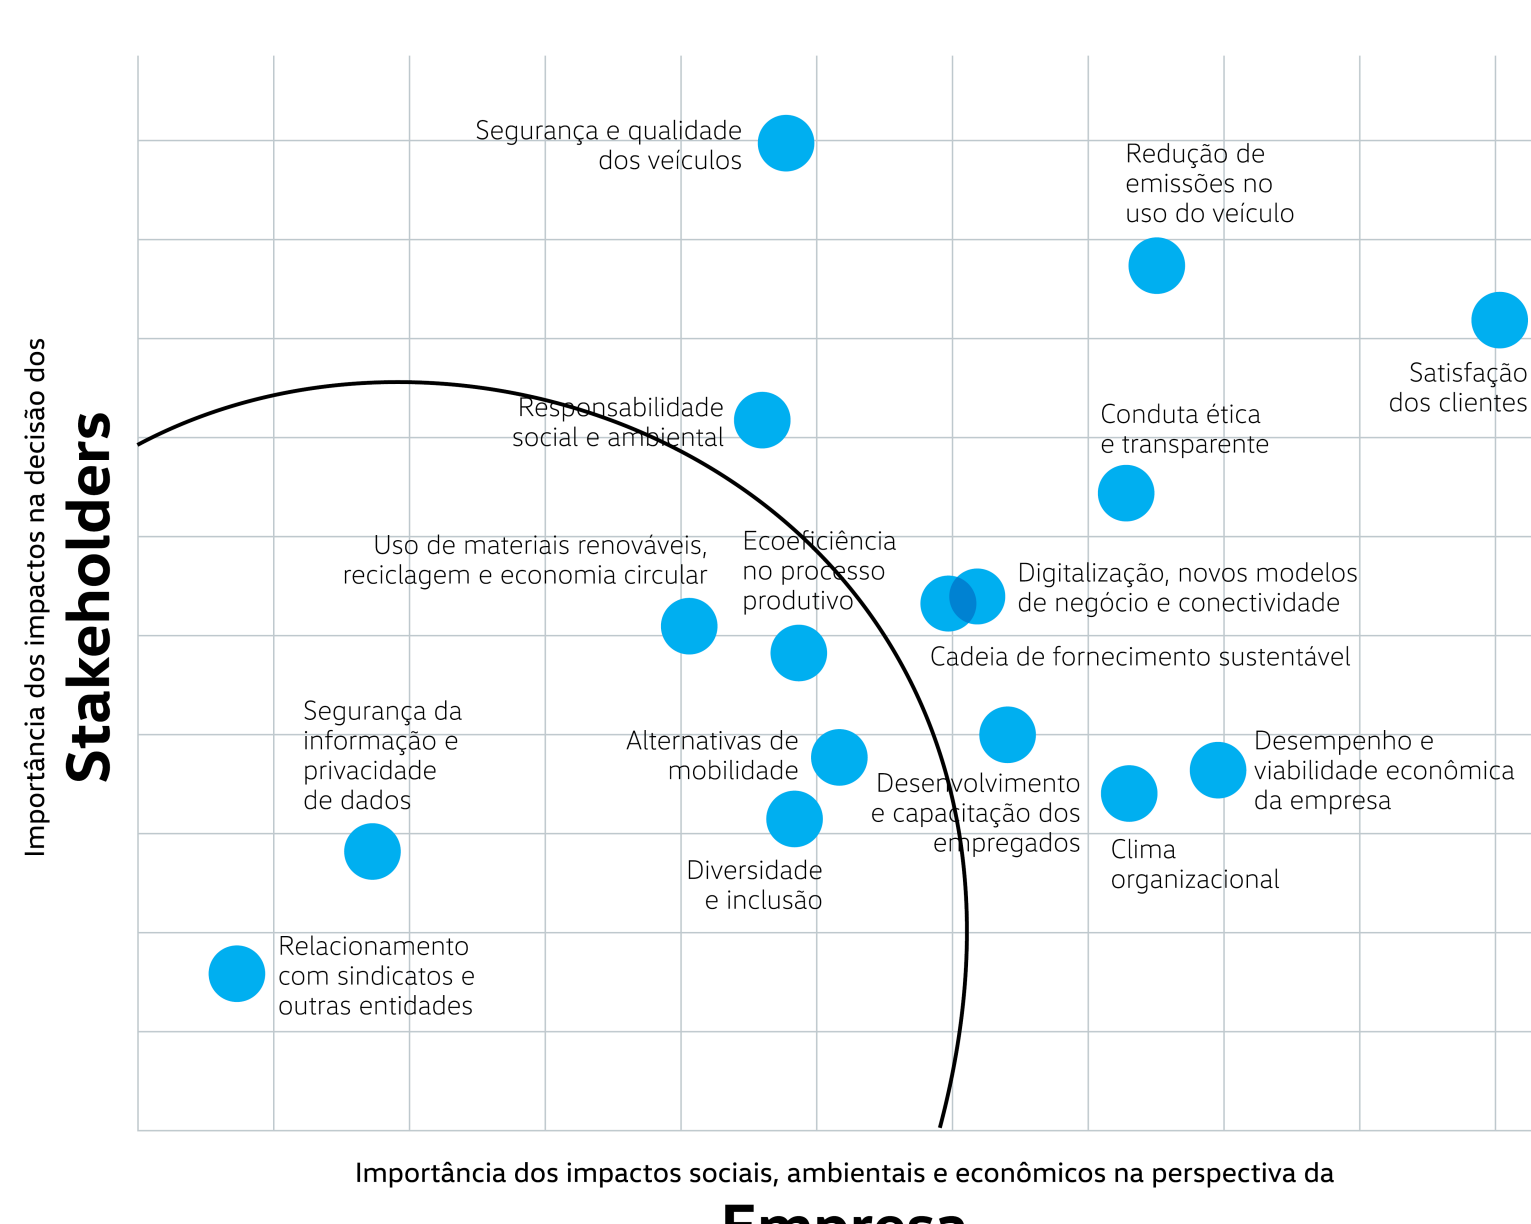 Segurança e qualidade
dos veículos
Redução de
emissões no
uso do veículo
Satisfação
dos clientes
Responsabilidade
social e ambiental
Conduta ética
e transparente
Uso de materiais renováveis,
reciclagem e economia circular
Ecoeficiência
no processo
produtivo
Digitalização, novos modelos
de negócio e conectividade
Cadeia de fornecimento sustentável
Segurança da
informação e
privacidade
de dados
Alternativas de
mobilidade
Desenvolvimento
e capacitação dos
empregados
Desempenho e
viabilidade econômica
da empresa
Clima
organizacional
Diversidade
e inclusão
Relacionamento
com sindicatos e
outras entidades
Importância dos impactos na decisão dos
Stakeholders
Importância dos impactos sociais, ambientais e econômicos na perspectiva da
Empresa